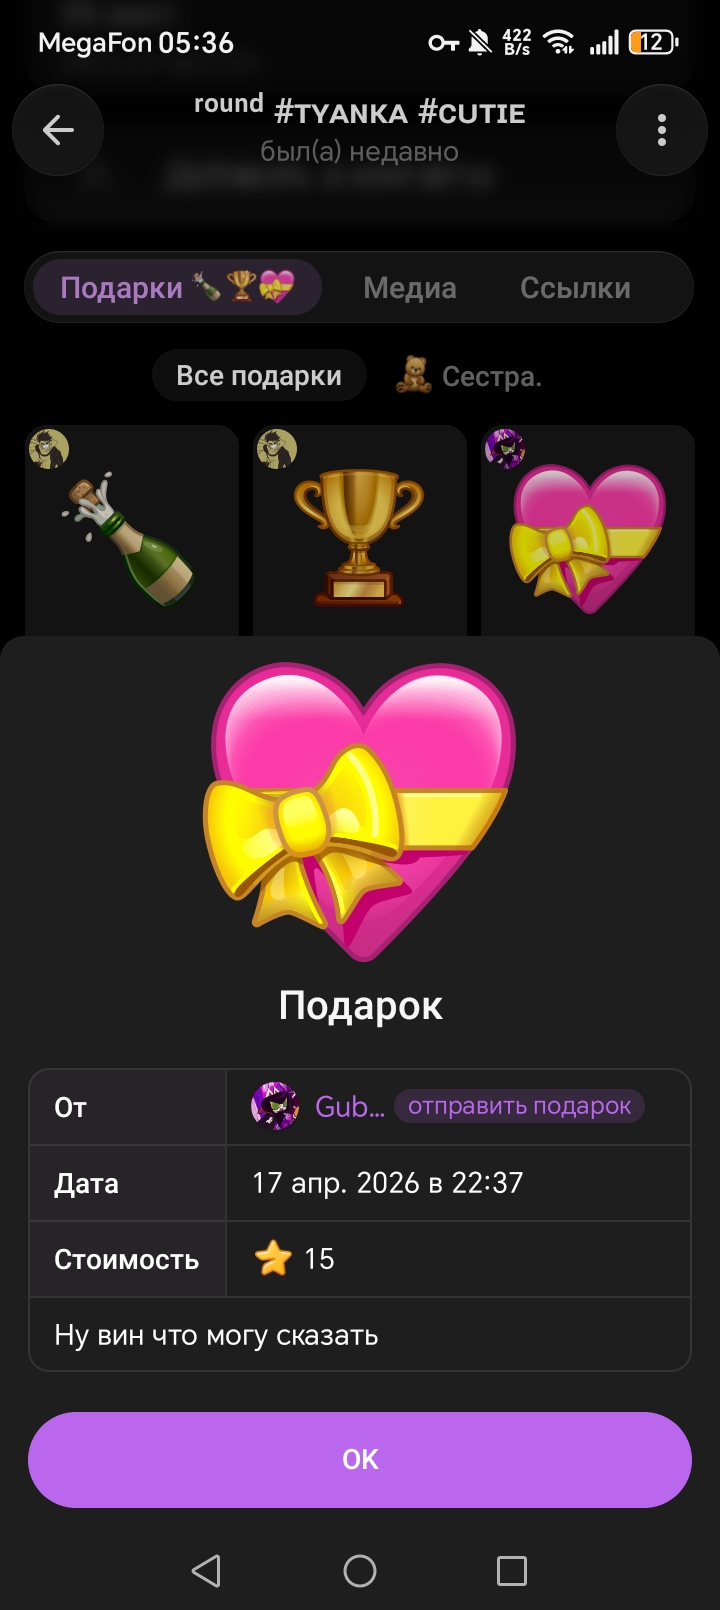 MegaFon 05:36
422 B/s
12
round #TYANKA #CUTIE
был(а) недавно
Подарки
Медиа
Ссылки
Все подарки
Сестра.
Подарок
От
Gub...
отправить подарок
Дата
17 апр. 2026 в 22:37
Стоимость
15
Ну вин что могу сказать
OK